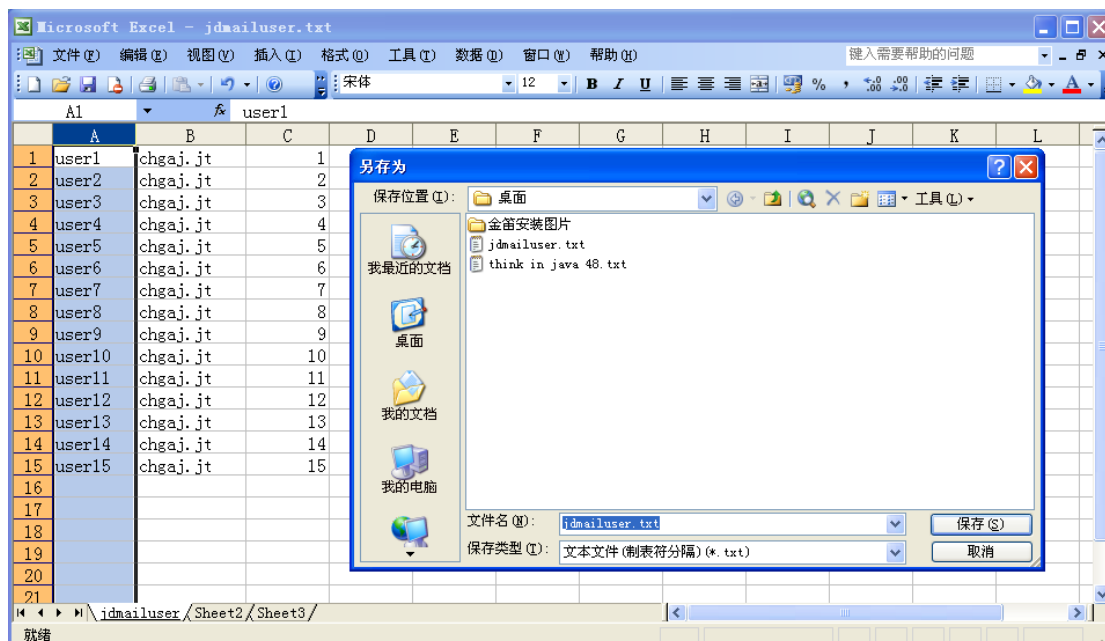 Microsoft Excel - jdmailuser.txt
文件(F) 编辑(E) 视图(V) 插入(I) 格式(O) 工具(T) 数据(D) 窗口(W) 帮助(H) 键入需要帮助的问题
宋体 12 B I U
A1 fx user1
A B C D E F G H I J K L
1 user1 chgaj.jt 1
2 user2 chgaj.jt 2
3 user3 chgaj.jt 3
4 user4 chgaj.jt 4
5 user5 chgaj.jt 5
6 user6 chgaj.jt 6
7 user7 chgaj.jt 7
8 user8 chgaj.jt 8
9 user9 chgaj.jt 9
10 user10 chgaj.jt 10
11 user11 chgaj.jt 11
12 user12 chgaj.jt 12
13 user13 chgaj.jt 13
14 user14 chgaj.jt 14
15 user15 chgaj.jt 15
16
17
18
19
20
21
另存为
保存位置(I): 桌面 工具(L)
我最近的文档
桌面
我的文档
我的电脑
金笛安装图片
jdmailuser.txt
think in java 48.txt
文件名(N): jdmailuser.txt 保存(S)
保存类型(T): 文本文件(制表符分隔)(*.txt) 取消
jdmailuser Sheet2 Sheet3
就绪